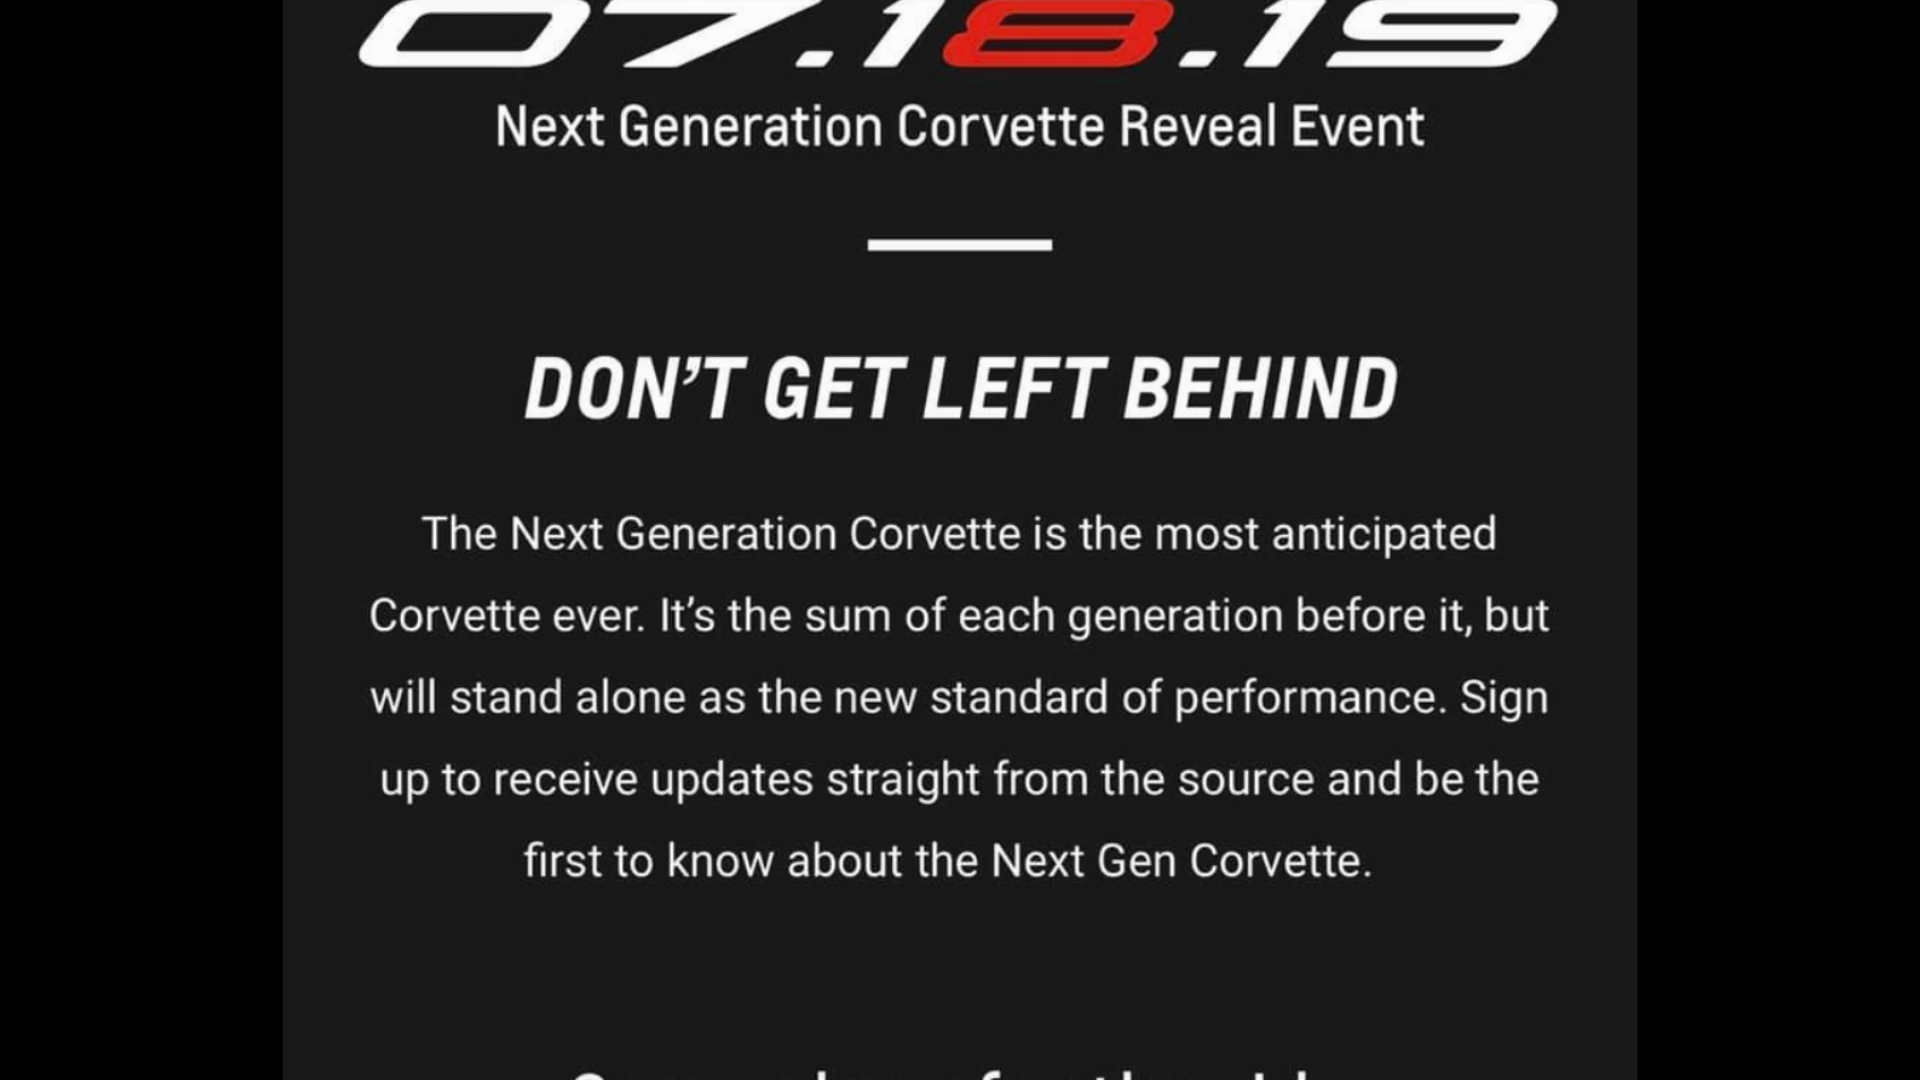 07.18.19
Next Generation Corvette Reveal Event
DON'T GET LEFT BEHIND
The Next Generation Corvette is the most anticipated
Corvette ever. It's the sum of each generation before it, but
will stand alone as the new standard of performance. Sign
up to receive updates straight from the source and be the
first to know about the Next Gen Corvette.